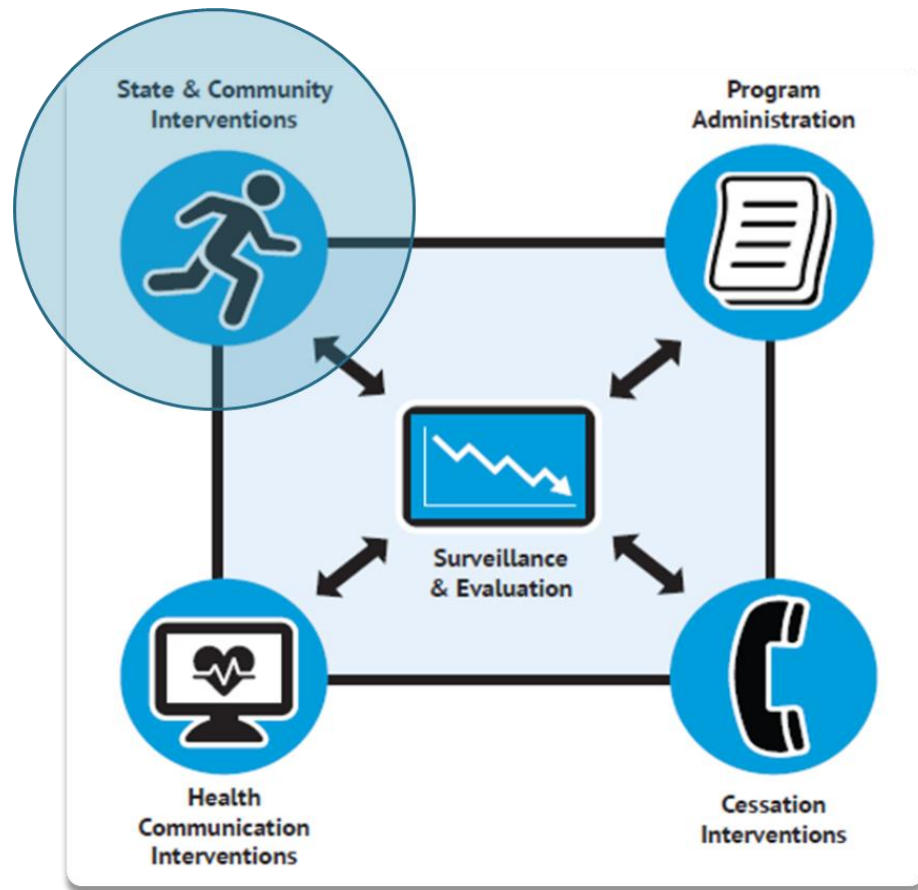 State & Community
Interventions
Program
Administration
Surveillance
& Evaluation
Health
Communication
Interventions
Cessation
Interventions